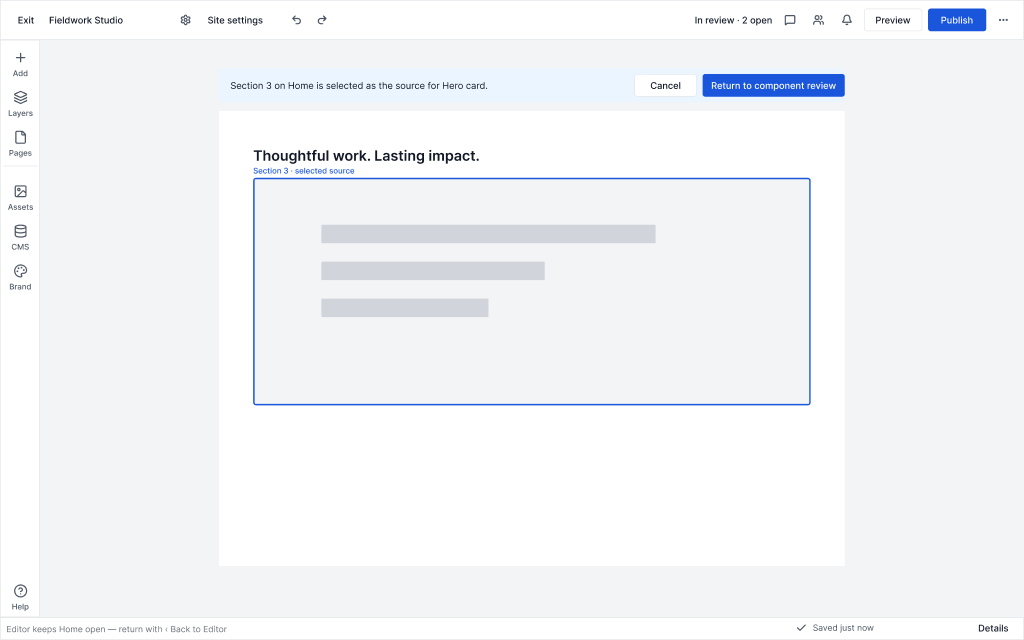 Exit Fieldwork Studio Site settings In review · 2 open Preview Publish
Add
Layers
Pages
Assets
CMS
Brand
Help
Section 3 on Home is selected as the source for Hero card. Cancel Return to component review
Thoughtful work. Lasting impact.
Section 3 · selected source
Editor keeps Home open — return with ‹ Back to Editor Saved just now Details